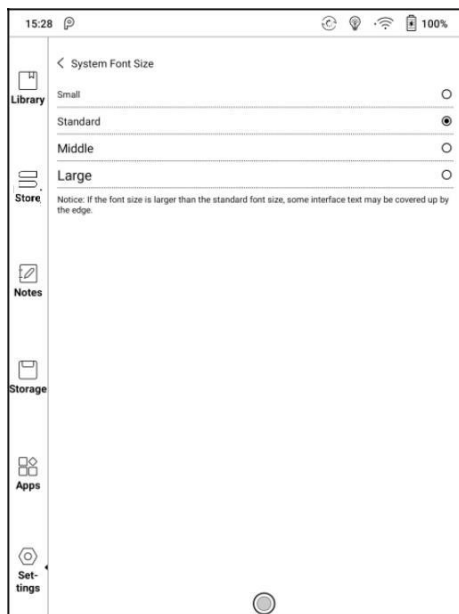 15:28 100%
System Font Size
Library
Small
Standard
Middle
Large
Store
Notice: If the font size is larger than the standard font size, some interface text may be covered up by
the edge.
Notes
Storage
Apps
Set-
tings